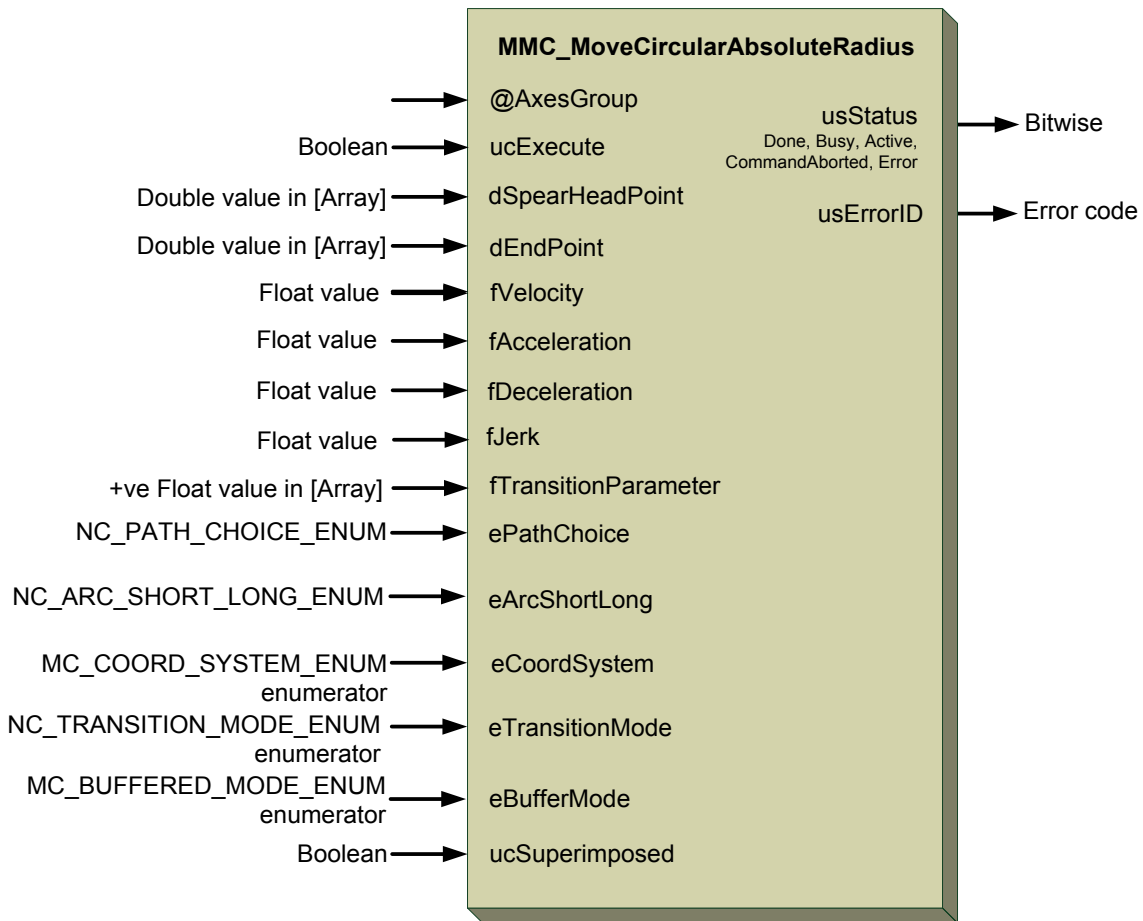 MMC_MoveCircularAbsoluteRadius
@AxesGroup
usStatus
Done, Busy, Active,
CommandAborted, Error
Bitwise
Boolean
ucExecute
Double value in [Array]
dSpearHeadPoint
usErrorID
Error code
Double value in [Array]
dEndPoint
Float value
fVelocity
Float value
fAcceleration
Float value
fDeceleration
Float value
fJerk
+ve Float value in [Array]
fTransitionParameter
NC_PATH_CHOICE_ENUM
ePathChoice
NC_ARC_SHORT_LONG_ENUM
eArcShortLong
MC_COORD_SYSTEM_ENUM
enumerator
eCoordSystem
NC_TRANSITION_MODE_ENUM
enumerator
eTransitionMode
MC_BUFFERED_MODE_ENUM
enumerator
eBufferMode
Boolean
ucSuperimposed